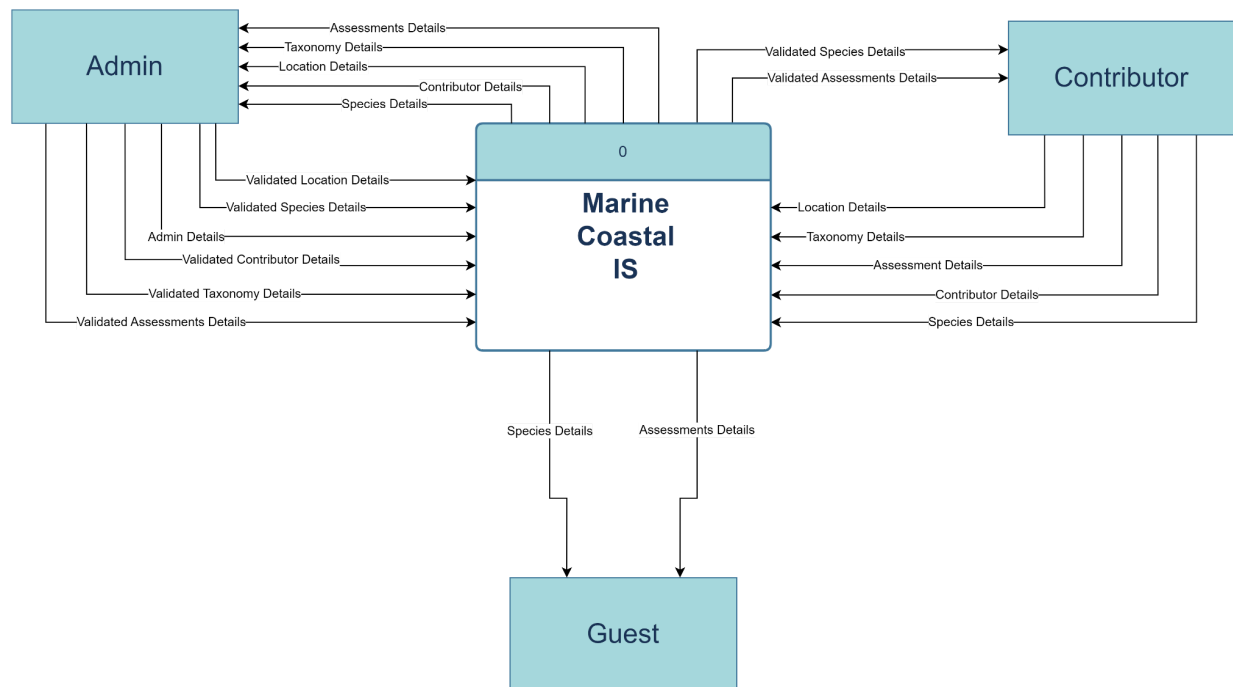 Admin
Assessments Details
Taxonomy Details
Location Details
Contributor Details
Species Details
Validated Species Details
Validated Assessments Details
Contributor
0
Marine
Coastal
IS
Validated Location Details
Validated Species Details
Admin Details
Validated Contributor Details
Validated Taxonomy Details
Validated Assessments Details
Location Details
Taxonomy Details
Assessment Details
Contributor Details
Species Details
Species Details
Assessments Details
Guest